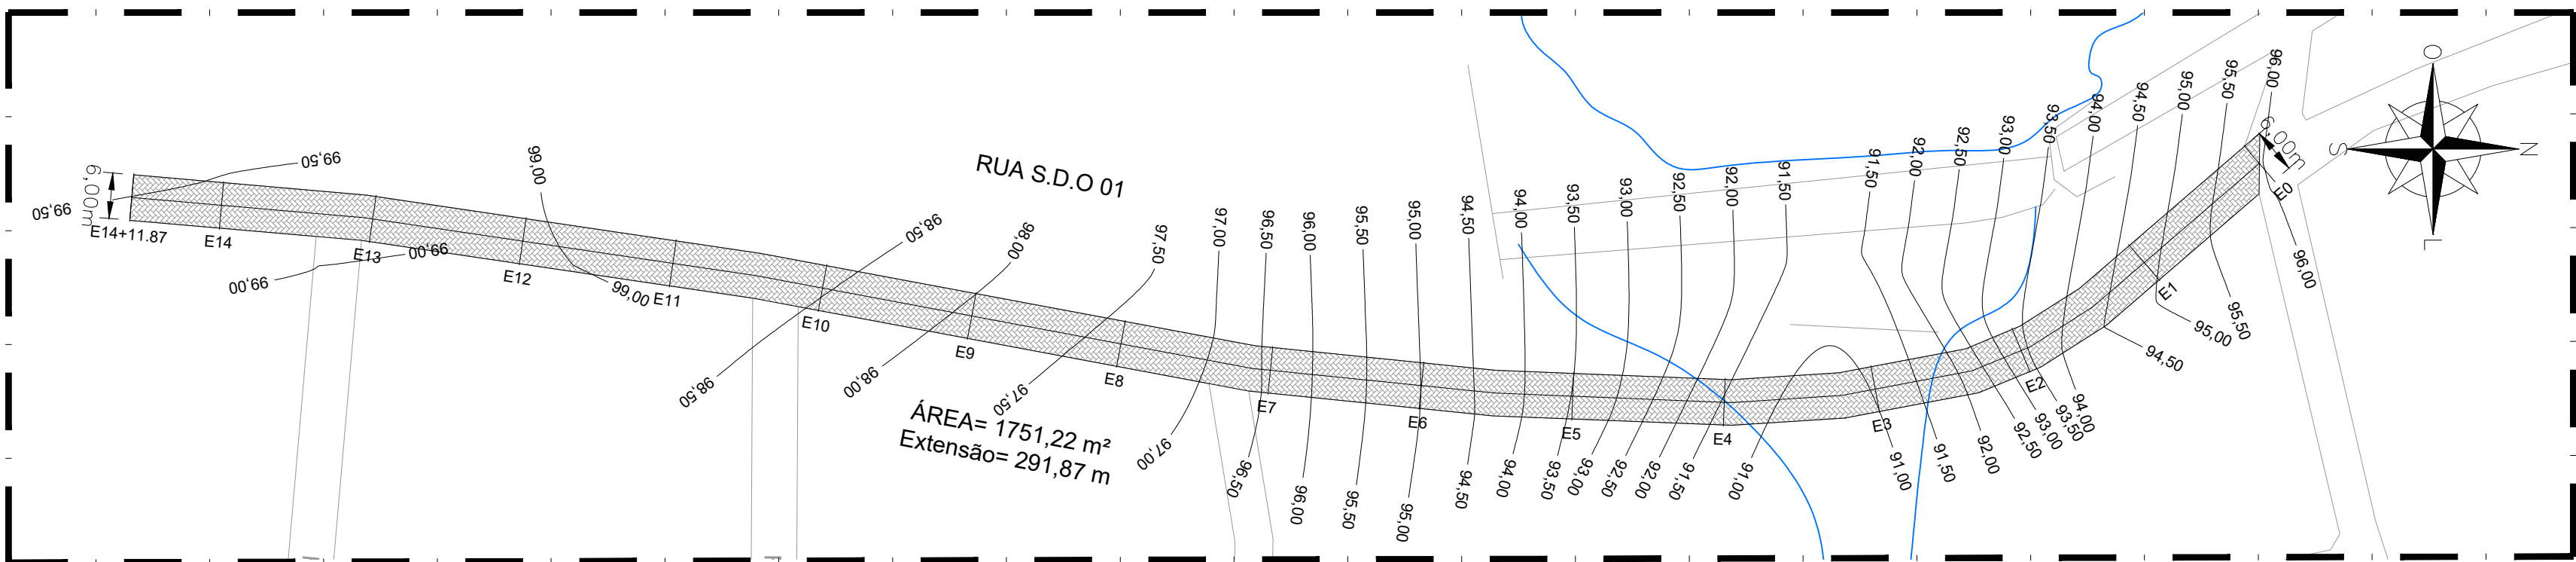 RUA S.D.O 01
ÁREA= 1751,22 m²
Extensão= 291,87 m
6,00m
99,50
99,50
99,00
99,00
99,00
99,00
98,50
98,50
98,00
98,00
97,50
97,50
97,00
97,00
96,50
96,50
96,00
96,00
95,50
95,50
95,00
95,00
94,50
94,50
94,00
94,00
93,50
93,50
93,00
93,00
92,50
92,50
92,00
92,00
91,50
91,50
91,00
91,00
91,50
91,50
92,00
92,00
92,50
92,50
93,00
93,00
93,50
93,50
94,00
94,00
94,50
94,50
95,00
95,00
95,50
95,50
96,00
96,00
6,00m
E14+11.87
E14
E13
E12
E11
E10
E9
E8
E7
E6
E5
E4
E3
E2
E1
E0
O
S
N
L